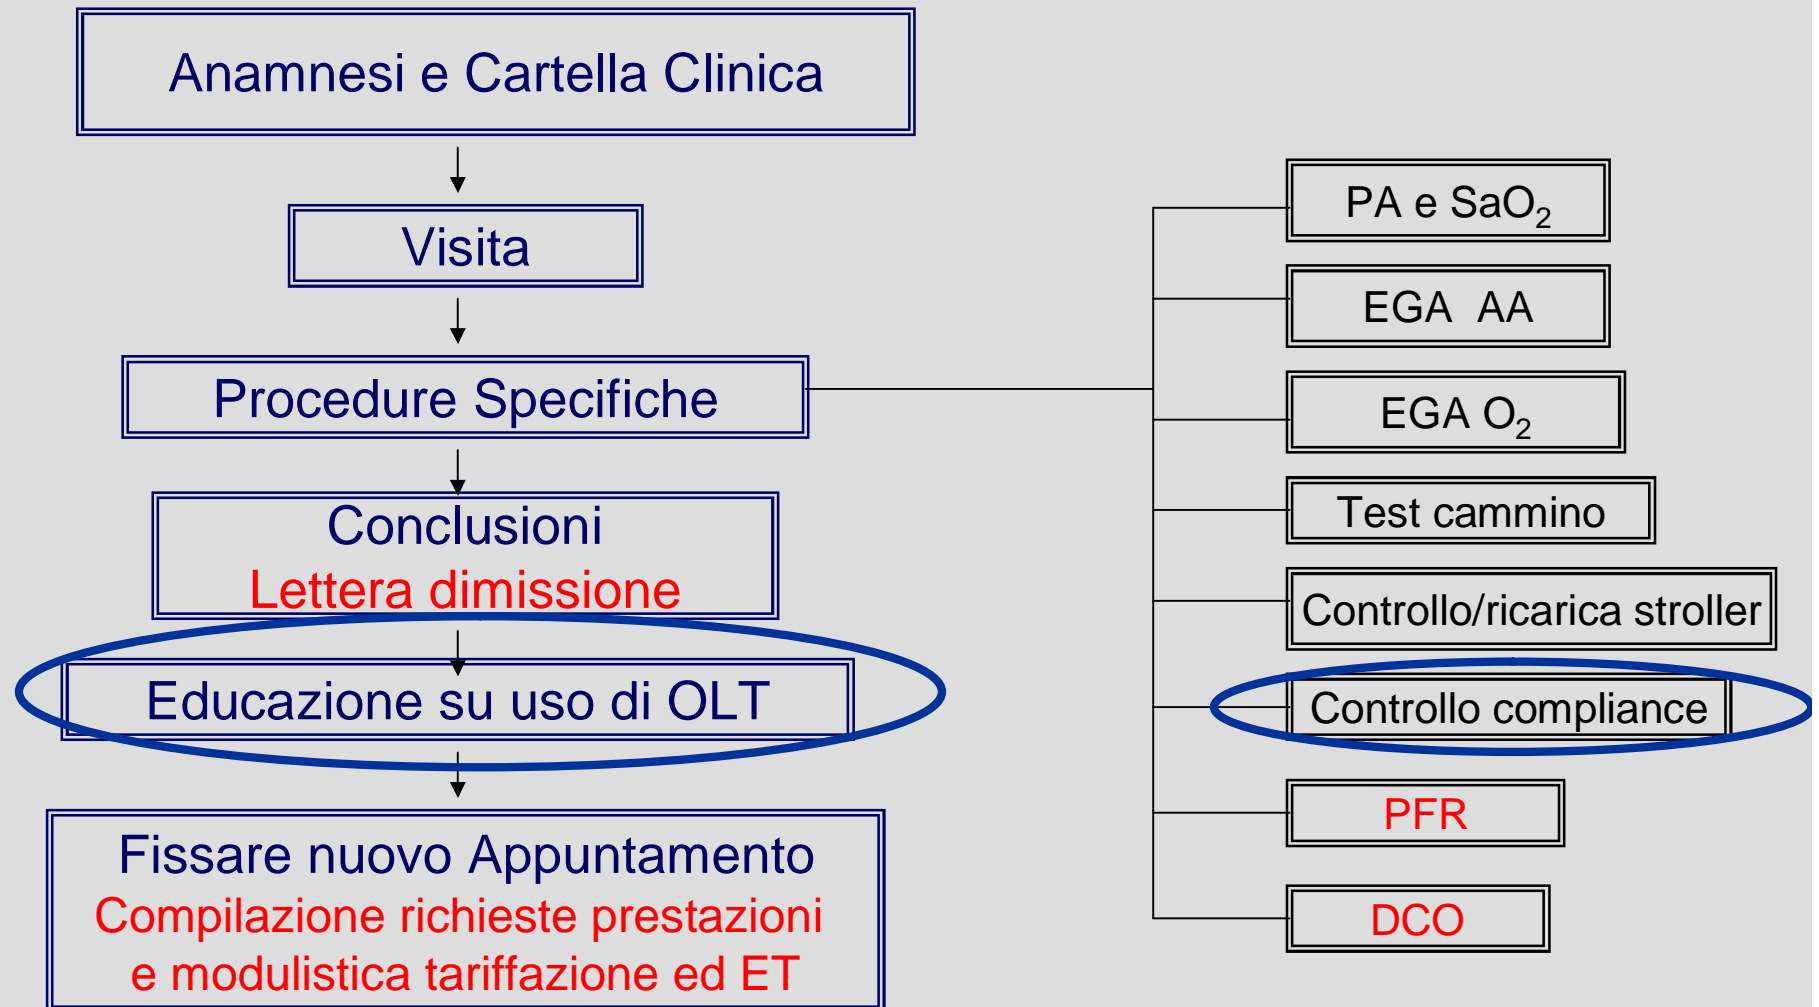 Anamnesi e Cartella Clinica
Visita
Procedure Specifiche
Conclusioni
Lettera dimissione
Educazione su uso di OLT
Fissare nuovo Appuntamento
Compilazione richieste prestazioni
e modulistica tariffazione ed ET
PA e SaO₂
EGA AA
EGA O₂
Test cammino
Controllo/ricarica stroller
Controllo compliance
PFR
DCO